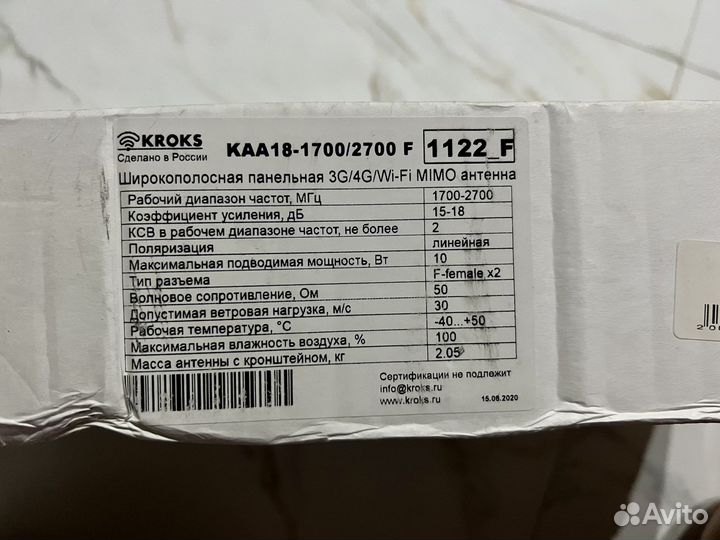 KROKS
Сделано в России
КАА18-1700/2700 F
1122_F
Широкополосная панельная 3G/4G/Wi-Fi MIMO антенна
Рабочий диапазон частот, МГц 1700-2700
Коэффициент усиления, дБ 15-18
КСВ в рабочем диапазоне частот, не более 2
Поляризация линейная
Максимальная подводимая мощность, Вт 10
Тип разъема F-female x2
Волновое сопротивление, Ом 50
Допустимая ветровая нагрузка, м/с 30
Рабочая температура, °С -40...+50
Максимальная влажность воздуха, % 100
Масса антенны с кронштейном, кг 2.05
Сертификации не подлежит
info@kroks.ru
www.kroks.ru
15.06.2020
Avito